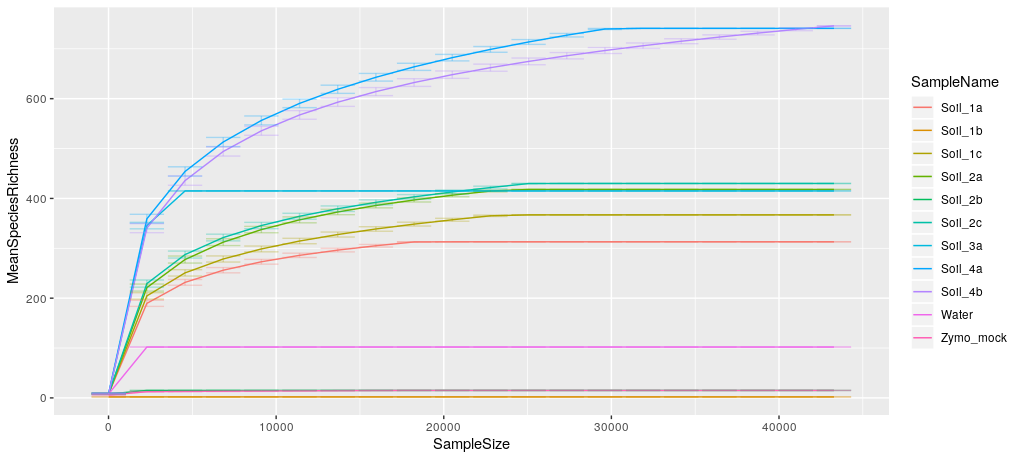 MeanSpeciesRichness
600
400
200
0
0
10000
20000
30000
40000
SampleSize
SampleName
Soil_1a
Soil_1b
Soil_1c
Soil_2a
Soil_2b
Soil_2c
Soil_3a
Soil_4a
Soil_4b
Water
Zymo_mock